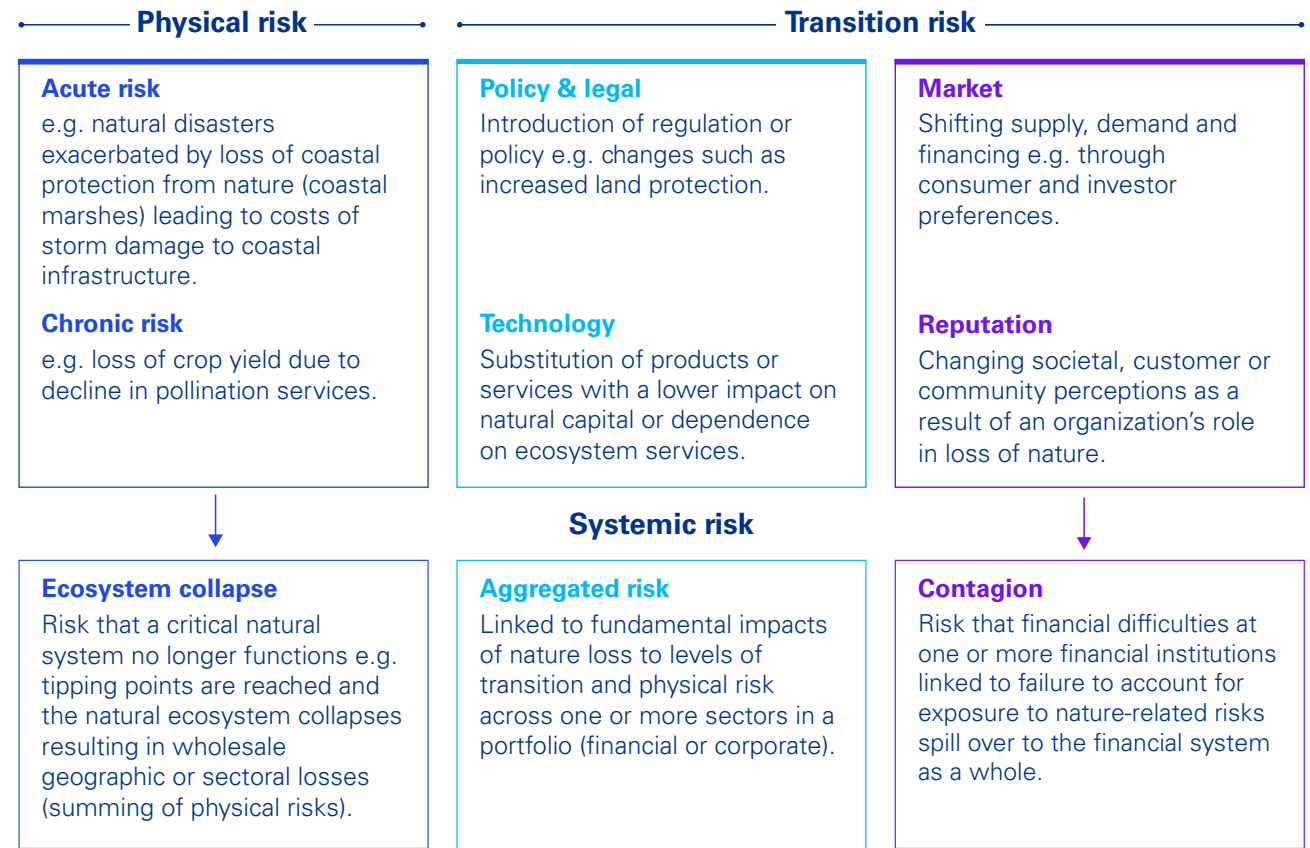 Physical risk
Transition risk
Acute risk
e.g. natural disasters
exacerbated by loss of coastal
protection from nature (coastal
marshes) leading to costs of
storm damage to coastal
infrastructure.
Chronic risk
e.g. loss of crop yield due to
decline in pollination services.
Policy & legal
Introduction of regulation or
policy e.g. changes such as
increased land protection.
Technology
Substitution of products or
services with a lower impact on
natural capital or dependence
on ecosystem services.
Market
Shifting supply, demand and
financing e.g. through
consumer and investor
preferences.
Reputation
Changing societal, customer or
community perceptions as a
result of an organization’s role
in loss of nature.
Systemic risk
Ecosystem collapse
Risk that a critical natural
system no longer functions e.g.
tipping points are reached and
the natural ecosystem collapses
resulting in wholesale
geographic or sectoral losses
(summing of physical risks).
Aggregated risk
Linked to fundamental impacts
of nature loss to levels of
transition and physical risk
across one or more sectors in a
portfolio (financial or corporate).
Contagion
Risk that financial difficulties at
one or more financial institutions
linked to failure to account for
exposure to nature-related risks
spill over to the financial system
as a whole.